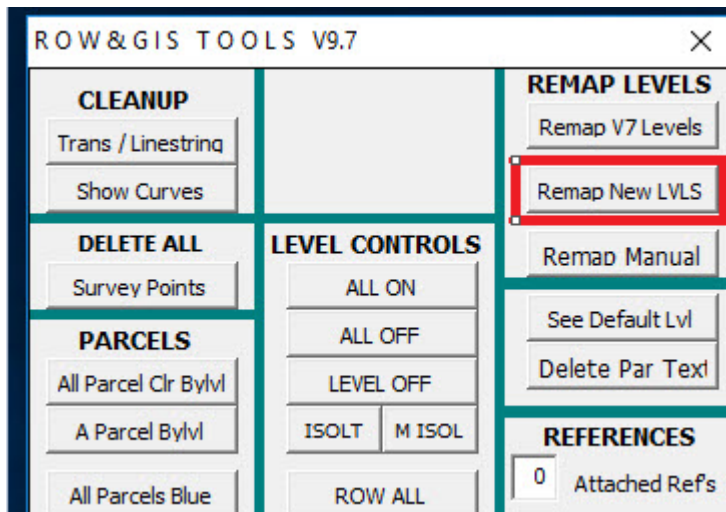 ROW&GIS TOOLS V9.7
CLEANUP
Trans / Linestring
Show Curves
DELETE ALL
Survey Points
PARCELS
All Parcel Clr Bylvl
A Parcel Bylvl
All Parcels Blue
LEVEL CONTROLS
ALL ON
ALL OFF
LEVEL OFF
ISOLT M ISOL
ROW ALL
REMAP LEVELS
Remap V7 Levels
Remap New LVLS
Remap Manual
See Default Lvl
Delete Par Text
REFERENCES
0 Attached Ref's